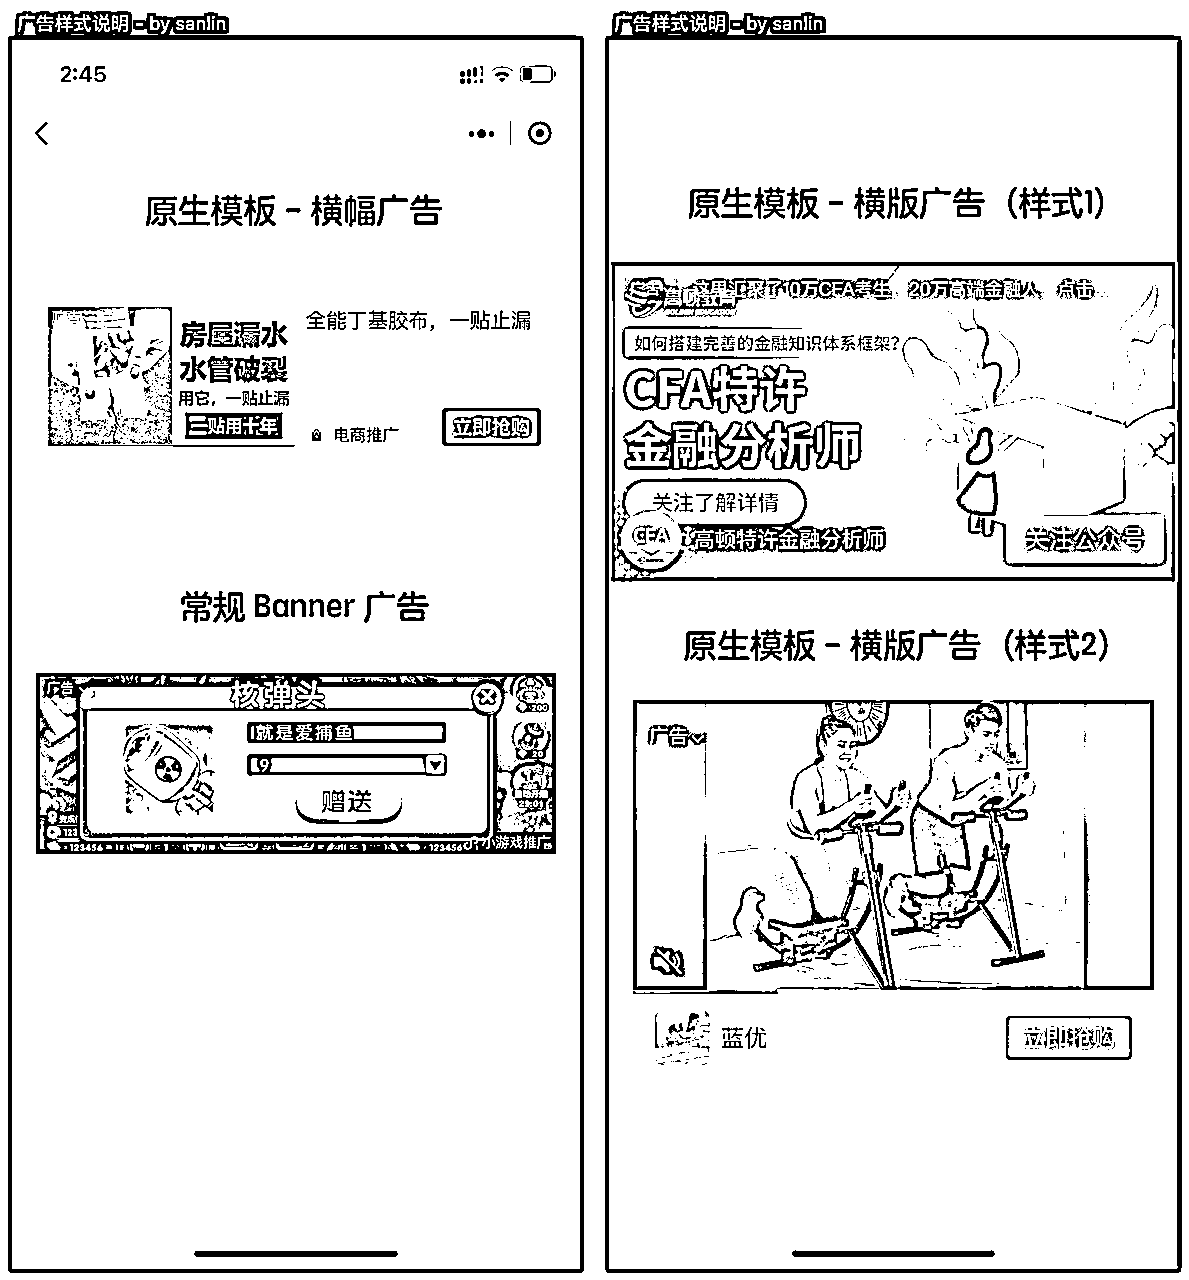 广告样式说明 - by sanlin
2:45
原生模板 - 横幅广告
房屋漏水
水管破裂
用它，一贴止漏
三贴用十年
全能丁基胶布，一贴止漏
电商推广
立即抢购
常规 Banner 广告
广告
核弹头
就是爱捕鱼
9
赠送
123456
123456
小游戏推广
广告样式说明 - by sanlin
原生模板 - 横版广告（样式1）
这里汇聚了10万CFA考生、20万高端金融人、点击
如何搭建完善的金融知识体系框架？
CFA特许
金融分析师
关注了解详情
CFA
高顿特许金融分析师
关注公众号
原生模板 - 横版广告（样式2）
广告
蓝优
立即抢购